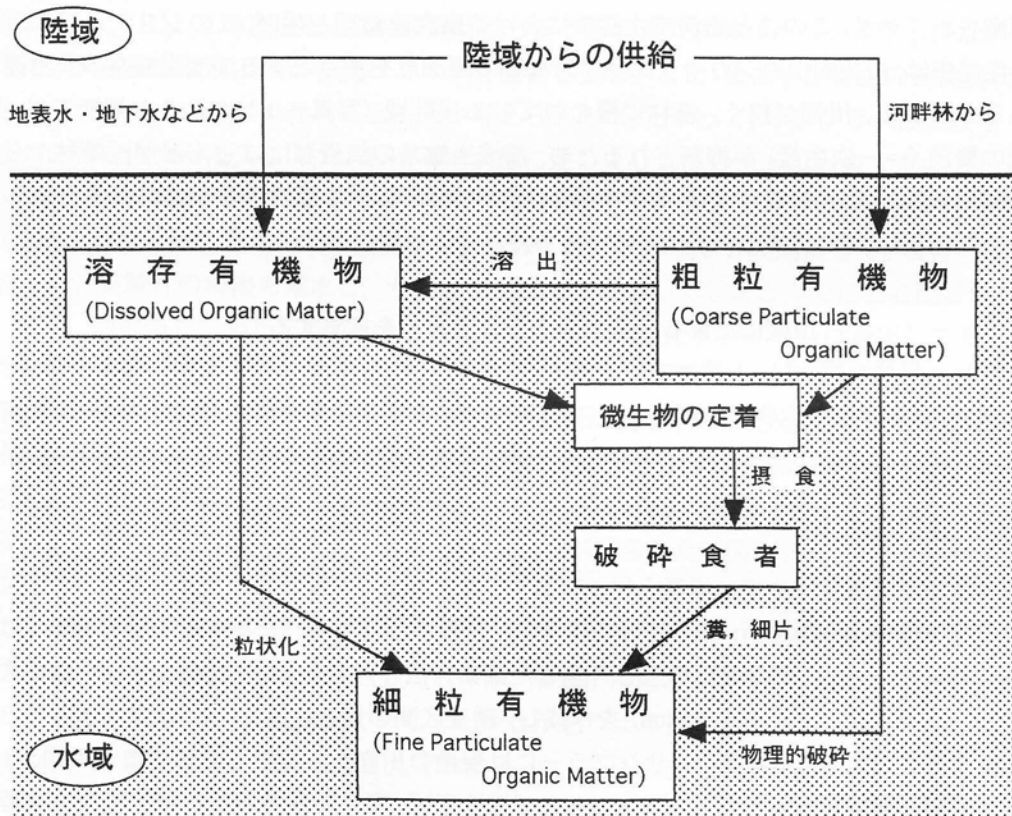 陸域
陸域からの供給
地表水・地下水などから
河畔林から
溶存有機物
(Dissolved Organic Matter)
溶出
粗粒有機物
(Coarse Particulate
Organic Matter)
微生物の定着
摂食
破砕食者
粒状化
糞，細片
細粒有機物
(Fine Particulate
Organic Matter)
物理的破砕
水域